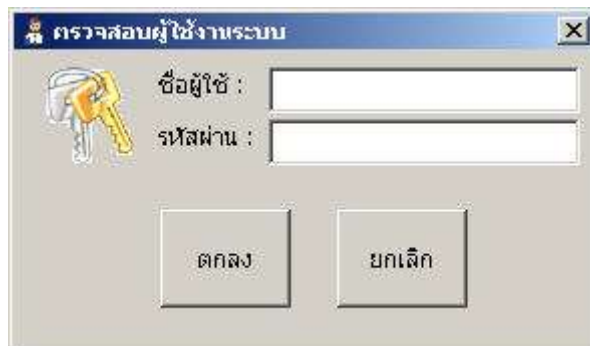 ตรวจสอบผู้ใช้งานระบบ
ชื่อผู้ใช้ :
รหัสผ่าน :
ตกลง
ยกเลิก